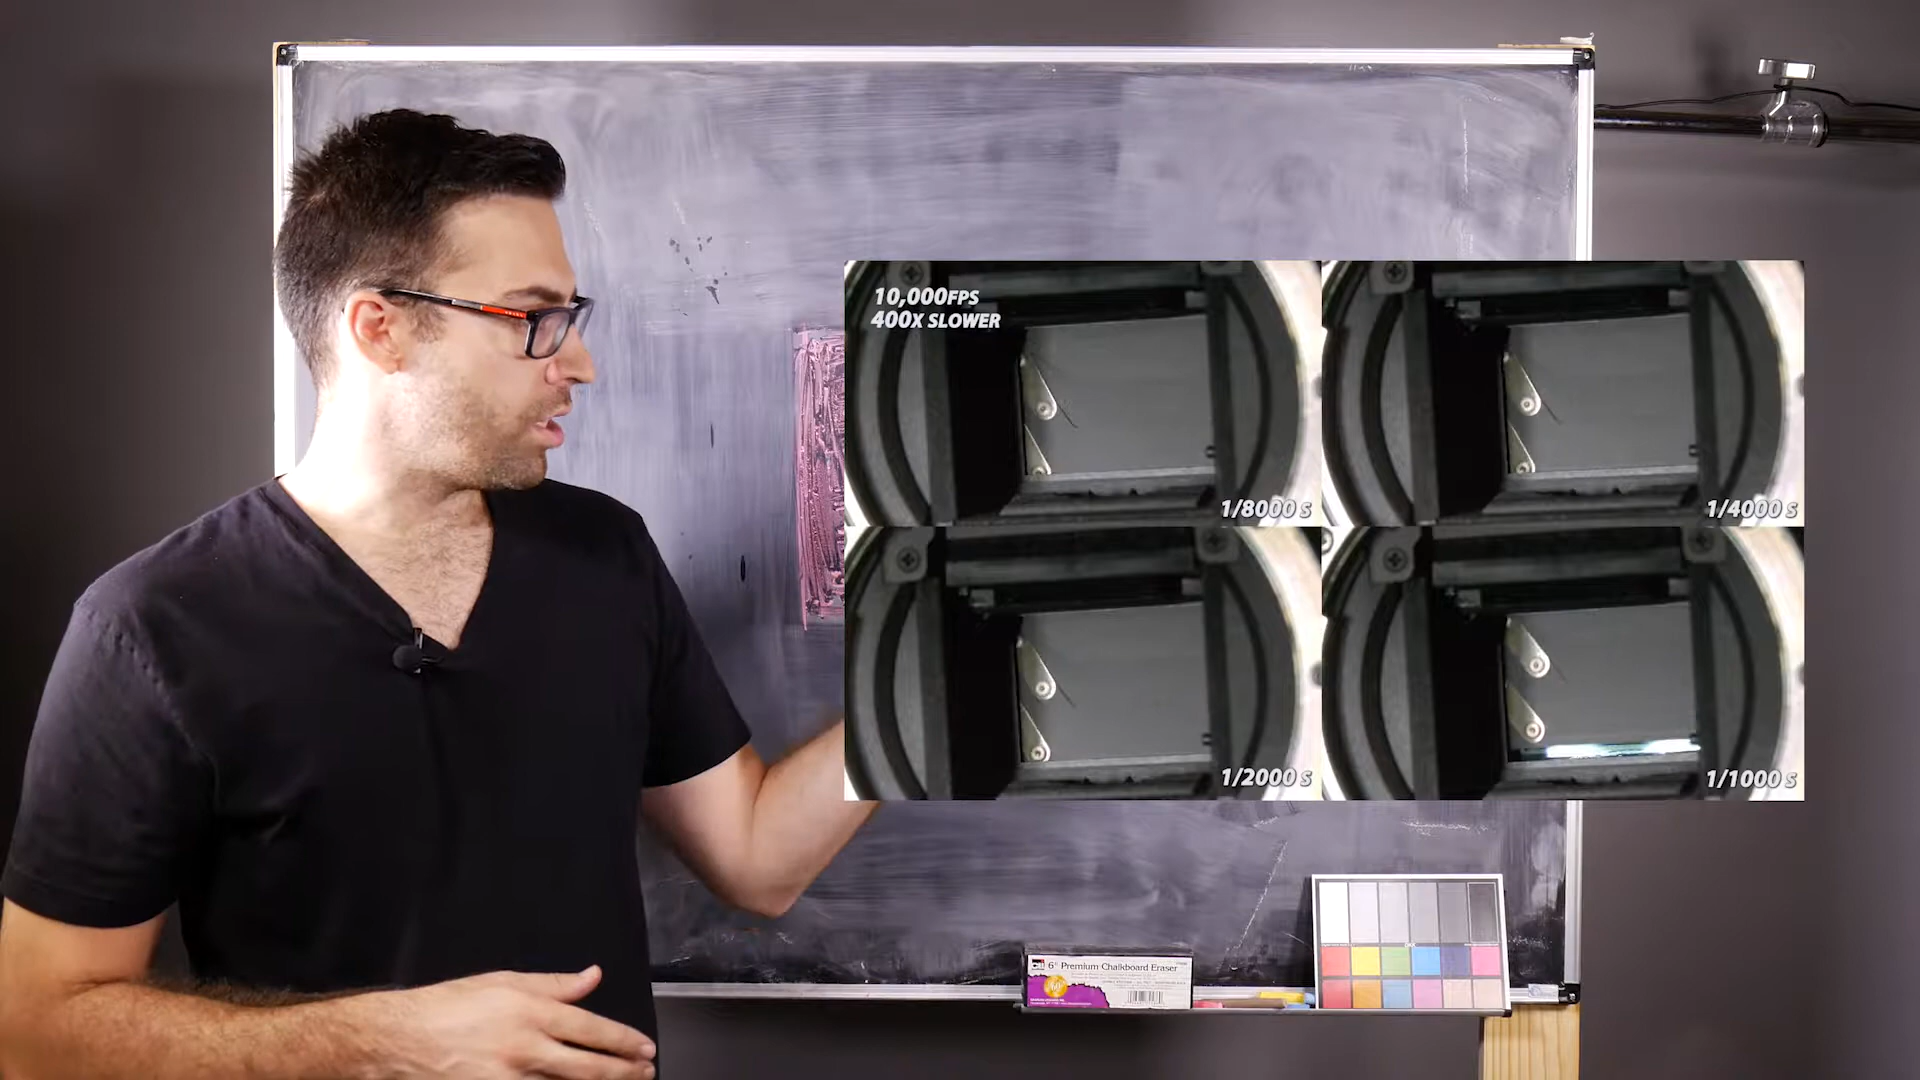 10,000FPS
400X SLOWER
1/8000 S
1/4000 S
1/2000 S
1/1000 S
6" Premium Chalkboard Eraser